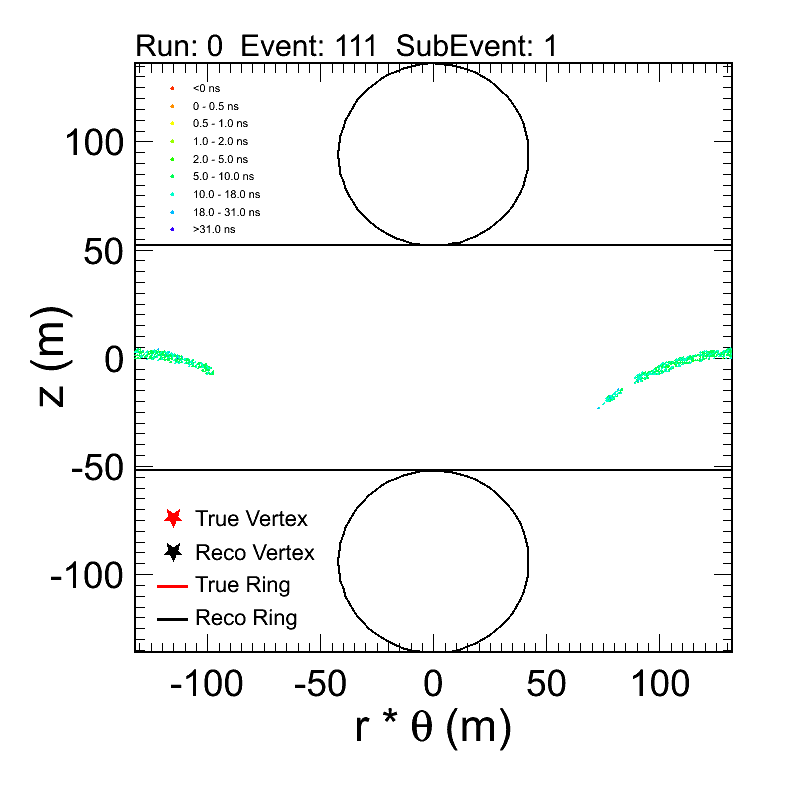 Run: 0  Event: 111  SubEvent: 1
<0 ns
0 - 0.5 ns
0.5 - 1.0 ns
1.0 - 2.0 ns
2.0 - 5.0 ns
5.0 - 10.0 ns
10.0 - 18.0 ns
18.0 - 31.0 ns
>31.0 ns
100
50
0
-50
-100
z (m)
True Vertex
Reco Vertex
True Ring
Reco Ring
-100 -50 0 50 100
r * θ (m)